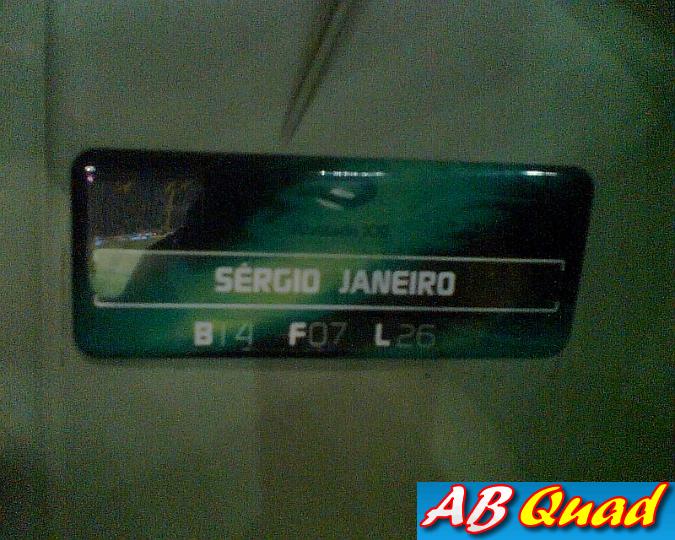 SÉRGIO JANEIRO
B14 F07 L26
AB Quad